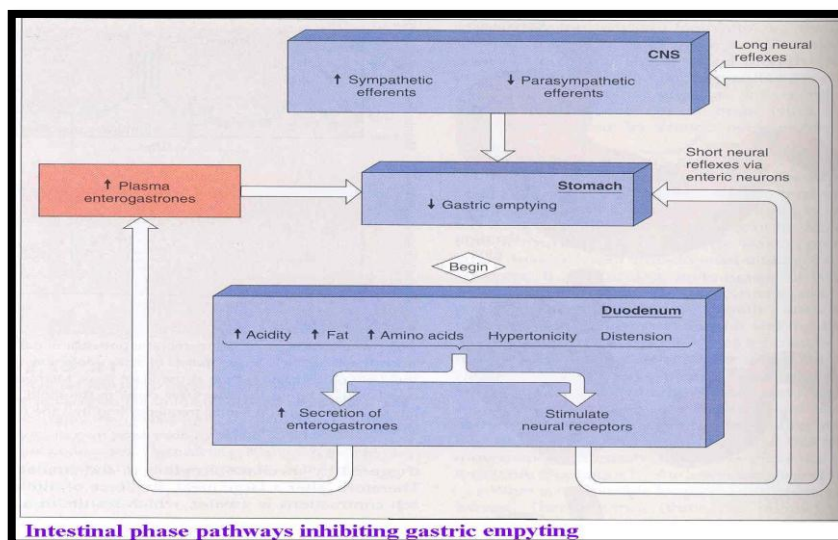 CNS
Long neural
reflexes
↑ Sympathetic
efferents
↓ Parasympathetic
efferents
Short neural
reflexes via
enteric neurons
↑ Plasma
enterogastrones
Stomach
↓ Gastric emptying
Begin
Duodenum
↑ Acidity ↑ Fat ↑ Amino acids Hypertonicity Distension
↑ Secretion of
enterogastrones
Stimulate
neural receptors
Intestinal phase pathways inhibiting gastric empyting